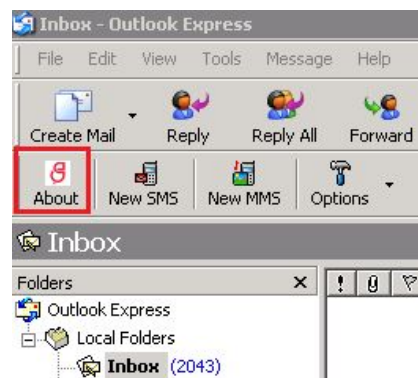 Inbox - Outlook Express
File Edit View Tools Message Help
Create Mail Reply Reply All Forward
About New SMS New MMS Options
Inbox
Folders
Outlook Express
Local Folders
Inbox (2043)